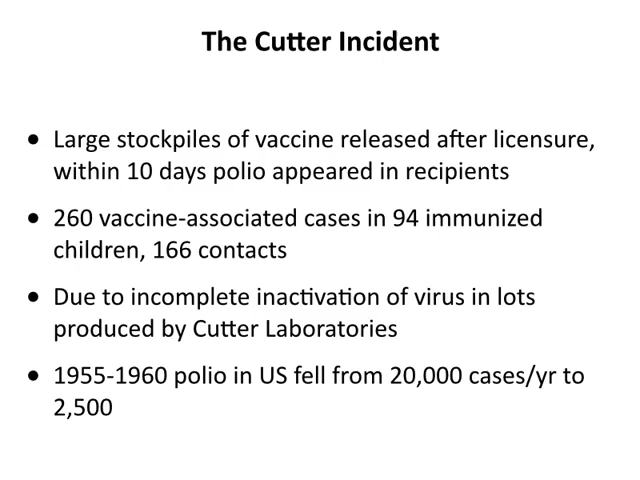 The Cutter Incident
● Large stockpiles of vaccine released after licensure,
within 10 days polio appeared in recipients
● 260 vaccine-associated cases in 94 immunized
children, 166 contacts
● Due to incomplete inactivation of virus in lots
produced by Cutter Laboratories
● 1955-1960 polio in US fell from 20,000 cases/yr to
2,500